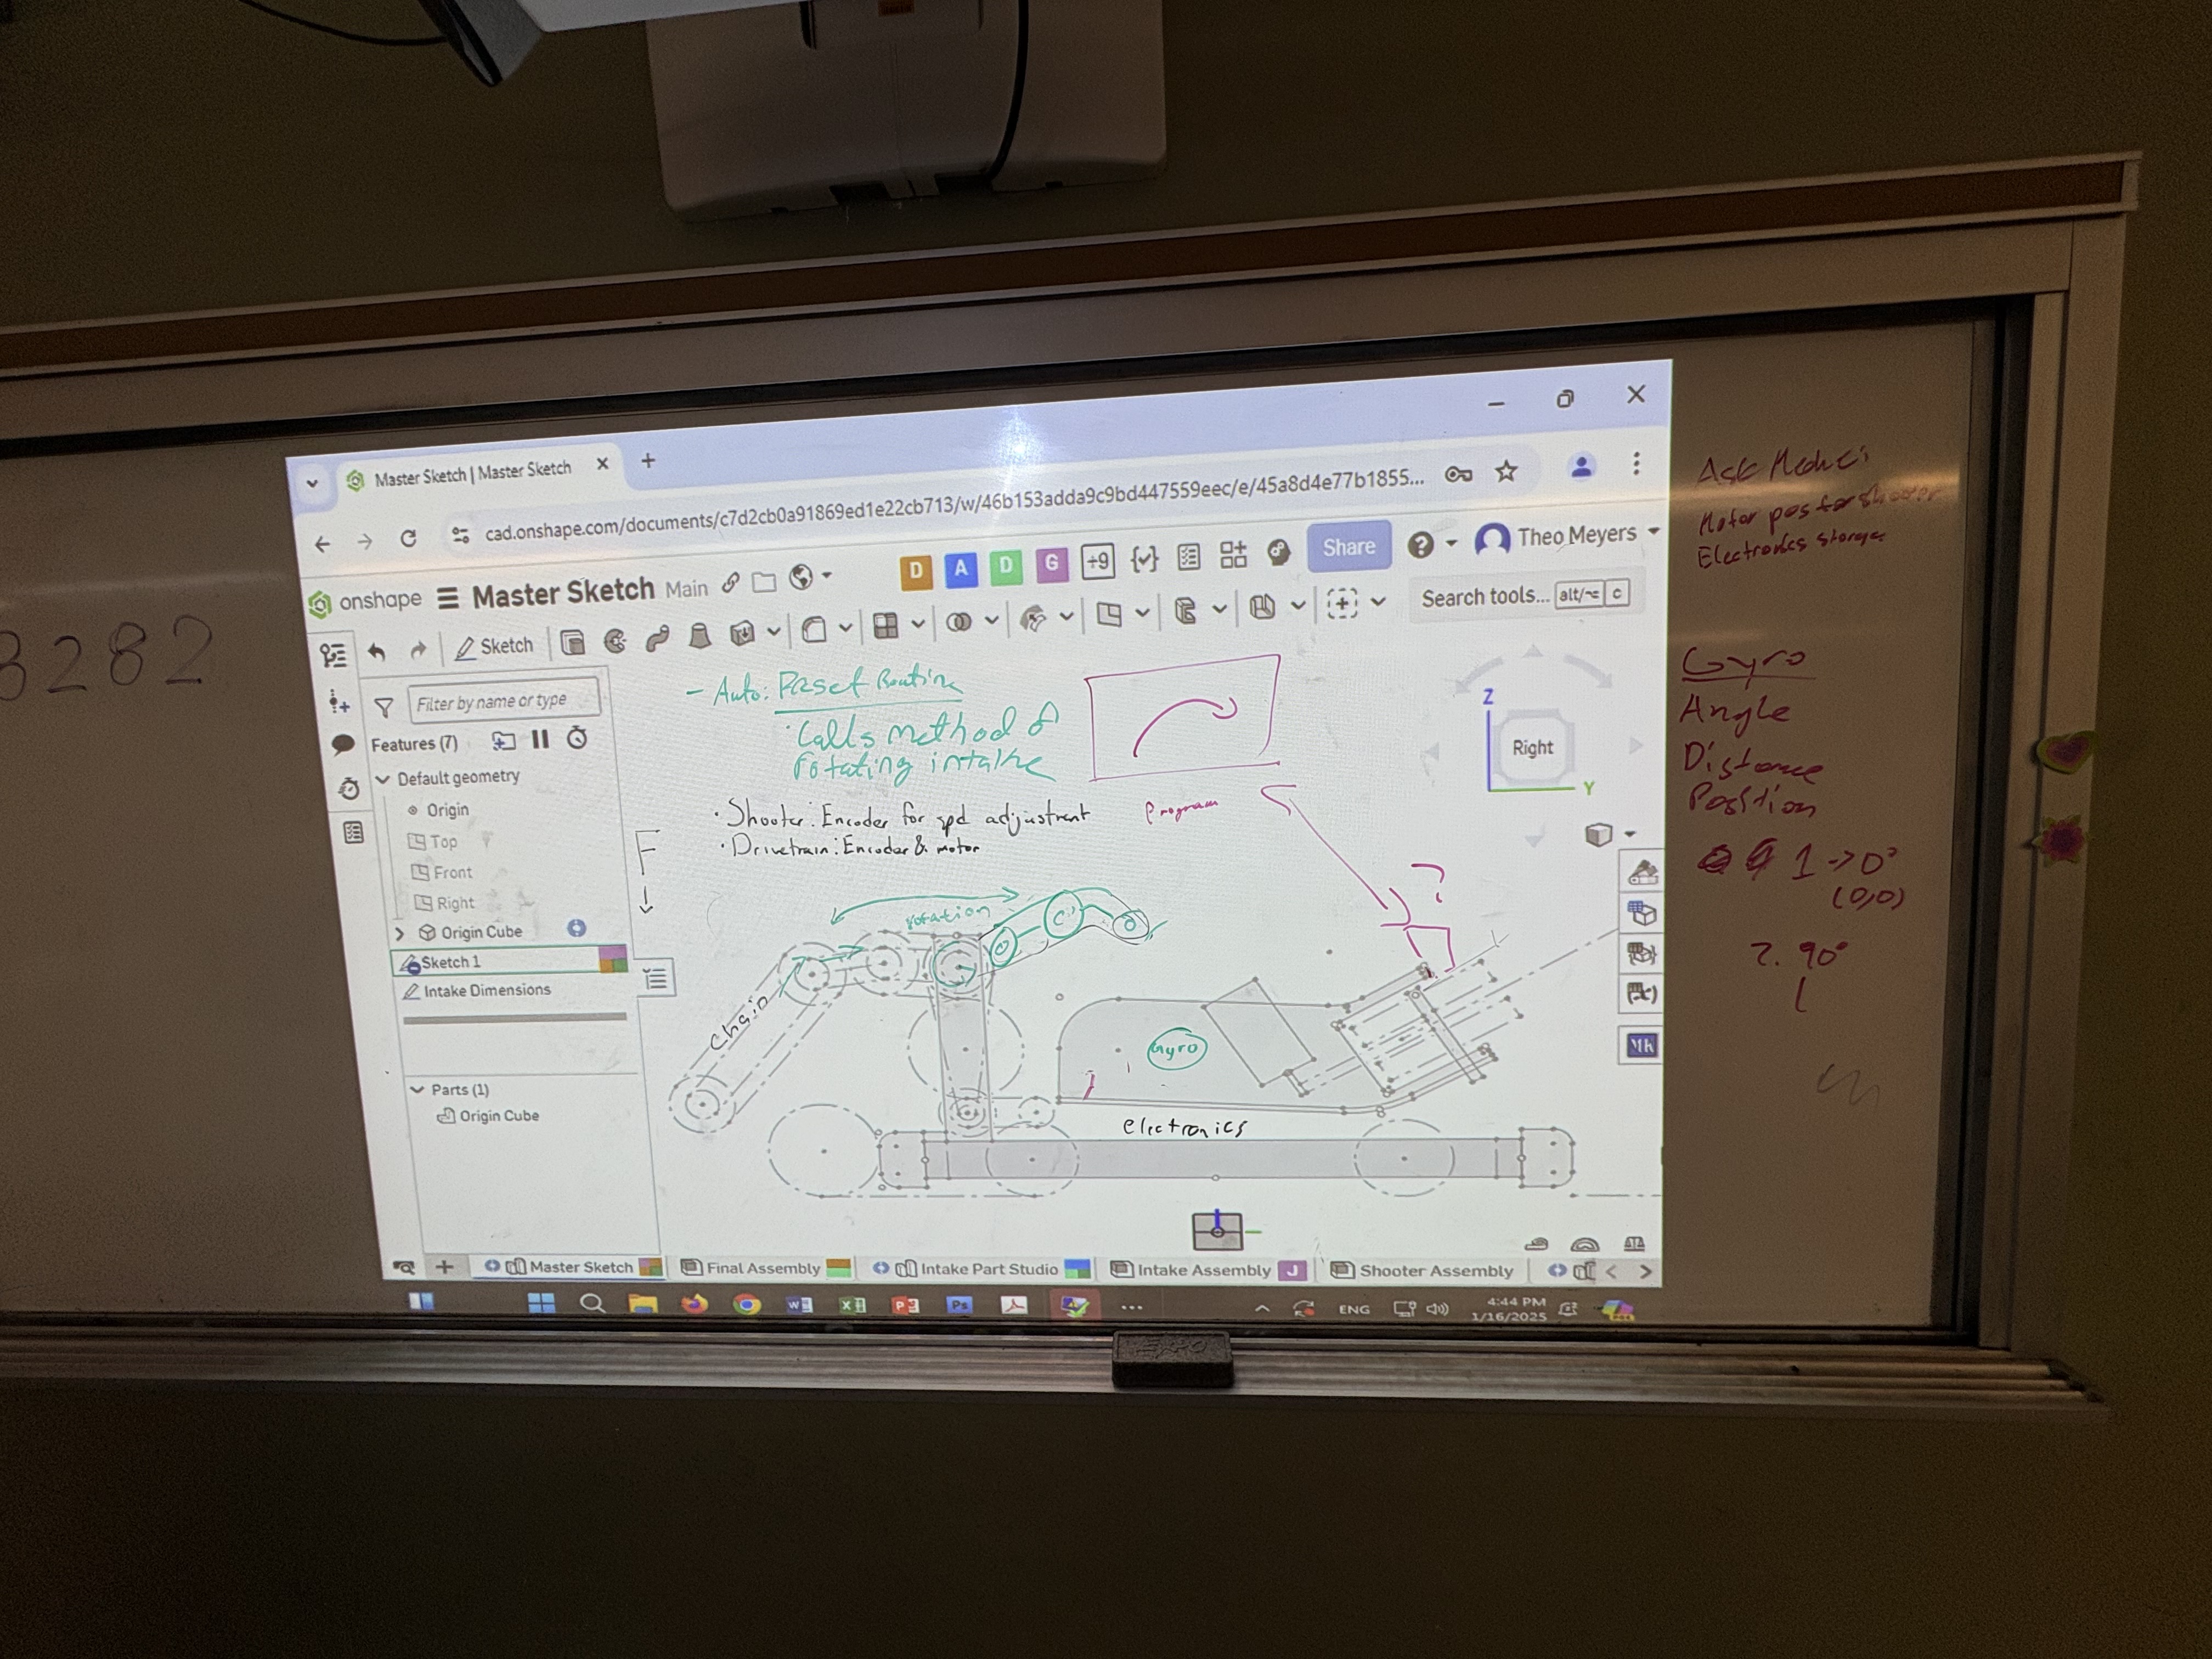 Master Sketch | Master Sketch
cad.onshape.com/documents/c7d2cb0a91869ed1e22cb713/w/46b153adda9c9bd447559eec/e/45a8d4e77b1855...
onshape Master Sketch Main
D A D G +9
Share
Theo Meyers
Sketch
Search tools... alt/⌥ c
Filter by name or type
Features (7)
Default geometry
Origin
Top
Front
Right
Origin Cube
Sketch 1
Intake Dimensions
Parts (1)
Origin Cube
8282
- Auto: Paset Routine
· Calls method of
rotating intake
· Shooter: Encoder for spd adjustment
· Drivetrain: Encoder & motor
Program
F
rotation
chain
Gyro
electronics
?
Z
Right
Y
Ask
Motor pos for shooter
Electronics storage
Gyro
Angle
Distance
Position
1 -> 0°
(0,0)
2. 90°
Master Sketch
Final Assembly
Intake Part Studio
Intake Assembly J
Shooter Assembly
W
X
P
Ps
ENG
4:44 PM
1/16/2025
EXPO